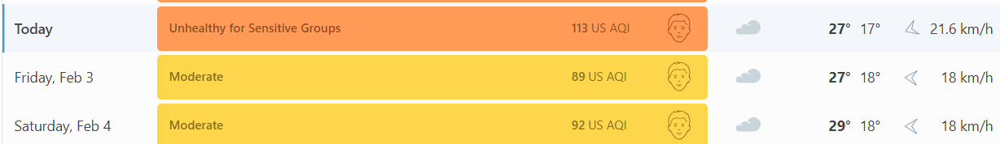 Today Unhealthy for Sensitive Groups 113 US AQI 27° 17° 21.6 km/h
Friday, Feb 3 Moderate 89 US AQI 27° 18° 18 km/h
Saturday, Feb 4 Moderate 92 US AQI 29° 18° 18 km/h